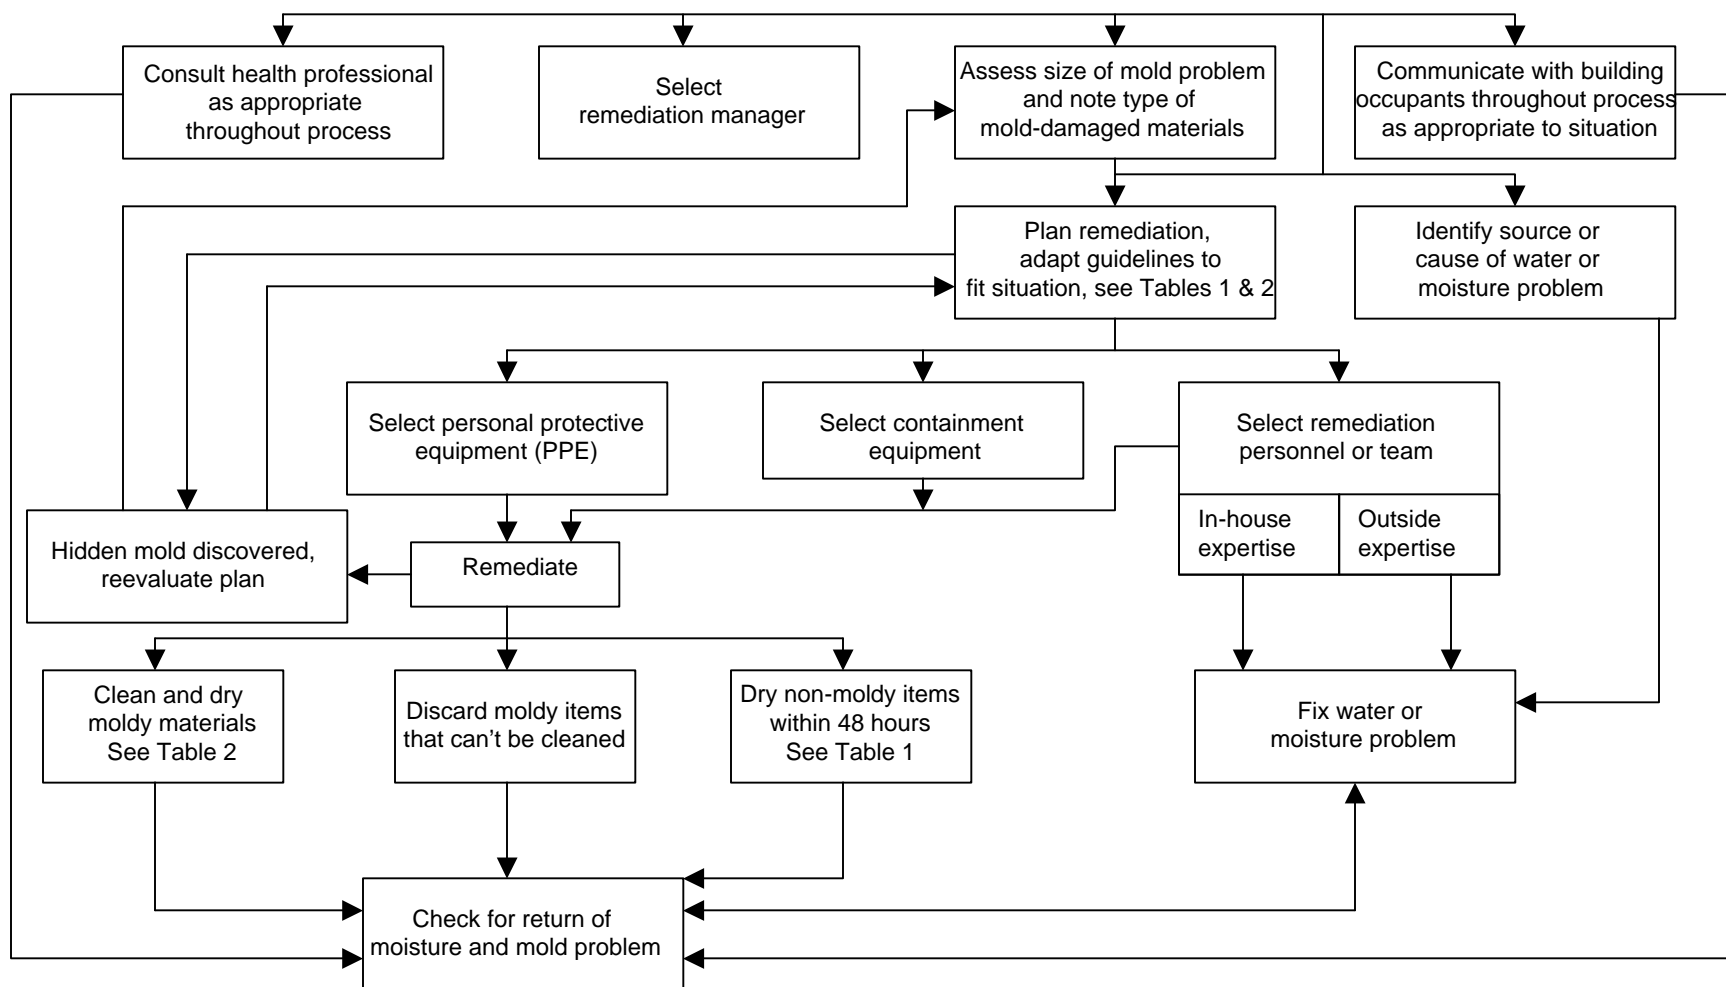 Consult health professional
as appropriate
throughout process
Select
remediation manager
Assess size of mold problem
and note type of
mold-damaged materials
Communicate with building
occupants throughout process
as appropriate to situation
Plan remediation,
adapt guidelines to
fit situation, see Tables 1 & 2
Identify source or
cause of water or
moisture problem
Select personal protective
equipment (PPE)
Select containment
equipment
Select remediation
personnel or team
In-house
expertise
Outside
expertise
Hidden mold discovered,
reevaluate plan
Remediate
Clean and dry
moldy materials
See Table 2
Discard moldy items
that can't be cleaned
Dry non-moldy items
within 48 hours
See Table 1
Fix water or
moisture problem
Check for return of
moisture and mold problem